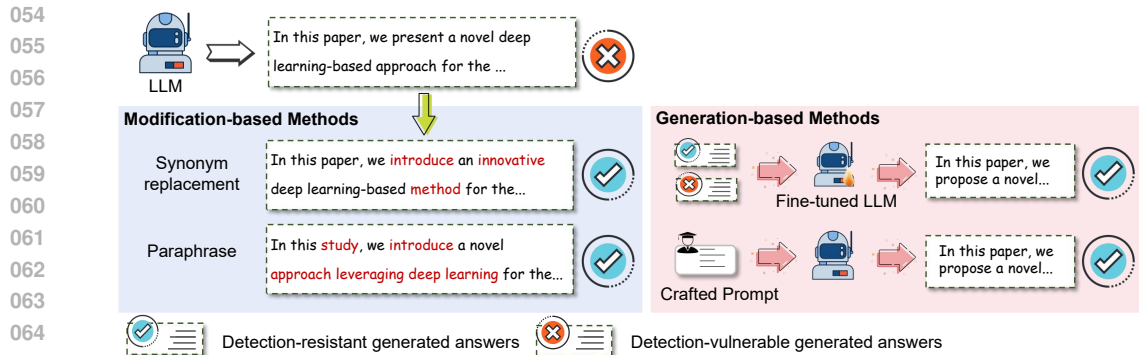 054
055
056
057
058
059
060
061
062
063
064
LLM
In this paper, we present a novel deep
learning-based approach for the ...
Modification-based Methods
Synonym
replacement
In this paper, we introduce an innovative
deep learning-based method for the...
Paraphrase
In this study, we introduce a novel
approach leveraging deep learning for the...
Generation-based Methods
Fine-tuned LLM
In this paper, we
propose a novel...
Crafted Prompt
In this paper, we
propose a novel...
Detection-resistant generated answers
Detection-vulnerable generated answers